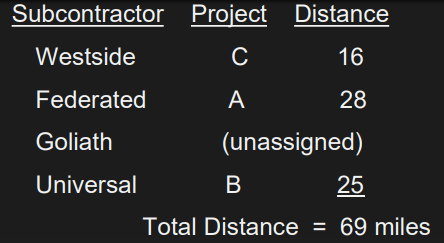 Subcontractor Project Distance
Westside C 16
Federated A 28
Goliath (unassigned)
Universal B 25
Total Distance = 69 miles